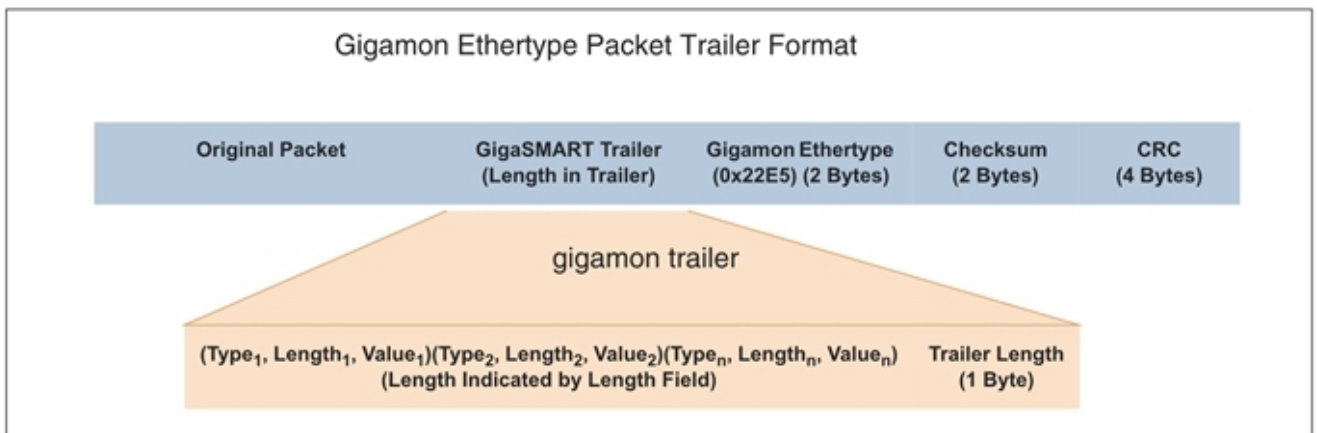 Gigamon Ethertype Packet Trailer Format
Original Packet
GigaSMART Trailer
(Length in Trailer)
Gigamon Ethertype
(0x22E5) (2 Bytes)
Checksum
(2 Bytes)
CRC
(4 Bytes)
gigamon trailer
(Type₁, Length₁, Value₁)(Type₂, Length₂, Value₂)(Typeₙ, Lengthₙ, Valueₙ)
(Length Indicated by Length Field)
Trailer Length
(1 Byte)